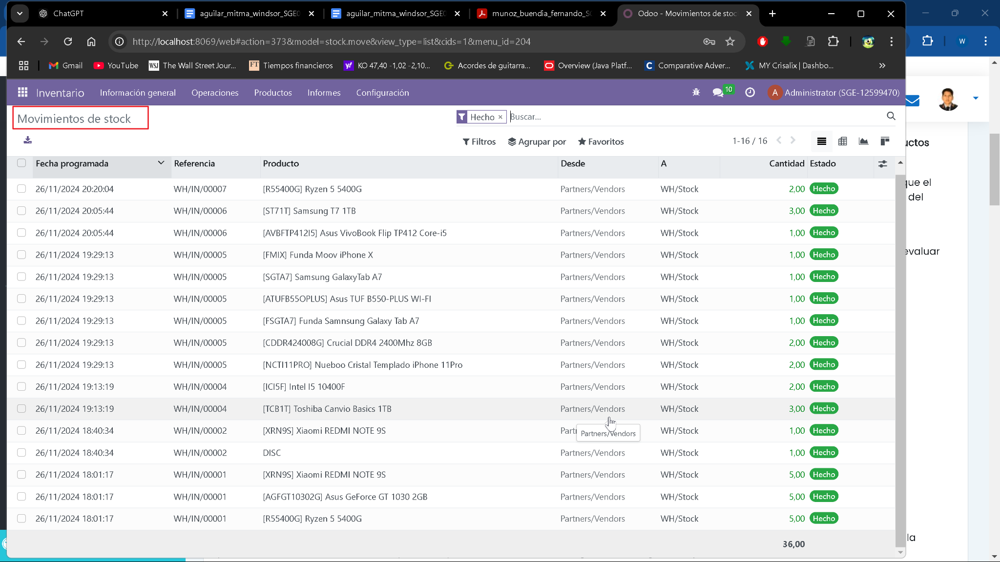 ChatGPT
aguilar_mitma_windsor_SGE0
aguilar_mitma_windsor_SGE0
munoz_buendia_fernando_SG
Odoo - Movimientos de stoc
http://localhost:8069/web#action=373&model=stock.move&view_type=list&cids=1&menu_id=204
W
Gmail
YouTube
WSJ The Wall Street Jour...
FT Tiempos financieros
KO 47,40 -1,02 -2,10...
Acordes de guitarra...
Overview (Java Platf...
Comparative Adver...
MY Crisalix | Dashbo...
»
Inventario Información general Operaciones Productos Informes Configuración
10
A Administrator (SGE-12599470)
Movimientos de stock
Hecho × Buscar...
Filtros Agrupar por Favoritos
1-16 / 16
Fecha programada Referencia Producto Desde A Cantidad Estado
26/11/2024 20:20:04 WH/IN/00007 [R55400G] Ryzen 5 5400G Partners/Vendors WH/Stock 2,00 Hecho
26/11/2024 20:05:44 WH/IN/00006 [ST71T] Samsung T7 1TB Partners/Vendors WH/Stock 3,00 Hecho
26/11/2024 20:05:44 WH/IN/00006 [AVBFTP412I5] Asus VivoBook Flip TP412 Core-i5 Partners/Vendors WH/Stock 1,00 Hecho
26/11/2024 19:29:13 WH/IN/00005 [FMIX] Funda Moov iPhone X Partners/Vendors WH/Stock 1,00 Hecho
26/11/2024 19:29:13 WH/IN/00005 [SGTA7] Samsung GalaxyTab A7 Partners/Vendors WH/Stock 1,00 Hecho
26/11/2024 19:29:13 WH/IN/00005 [ATUFB55OPLUS] Asus TUF B550-PLUS WI-FI Partners/Vendors WH/Stock 1,00 Hecho
26/11/2024 19:29:13 WH/IN/00005 [FSGTA7] Funda Samnsung Galaxy Tab A7 Partners/Vendors WH/Stock 1,00 Hecho
26/11/2024 19:29:13 WH/IN/00005 [CDDR424008G] Crucial DDR4 2400Mhz 8GB Partners/Vendors WH/Stock 2,00 Hecho
26/11/2024 19:29:13 WH/IN/00005 [NCTI11PRO] Nueboo Cristal Templado iPhone 11Pro Partners/Vendors WH/Stock 2,00 Hecho
26/11/2024 19:13:19 WH/IN/00004 [ICI5F] Intel I5 10400F Partners/Vendors WH/Stock 2,00 Hecho
26/11/2024 19:13:19 WH/IN/00004 [TCB1T] Toshiba Canvio Basics 1TB Partners/Vendors WH/Stock 3,00 Hecho
26/11/2024 18:40:34 WH/IN/00002 [XRN9S] Xiaomi REDMI NOTE 9S Part WH/Stock 1,00 Hecho
Partners/Vendors
26/11/2024 18:40:34 WH/IN/00002 DISC Partners/Vendors WH/Stock 1,00 Hecho
26/11/2024 18:01:17 WH/IN/00001 [XRN9S] Xiaomi REDMI NOTE 9S Partners/Vendors WH/Stock 5,00 Hecho
26/11/2024 18:01:17 WH/IN/00001 [AGFGT10302G] Asus GeForce GT 1030 2GB Partners/Vendors WH/Stock 5,00 Hecho
26/11/2024 18:01:17 WH/IN/00001 [R55400G] Ryzen 5 5400G Partners/Vendors WH/Stock 5,00 Hecho
36,00
uctos
que el
del
evaluar
la